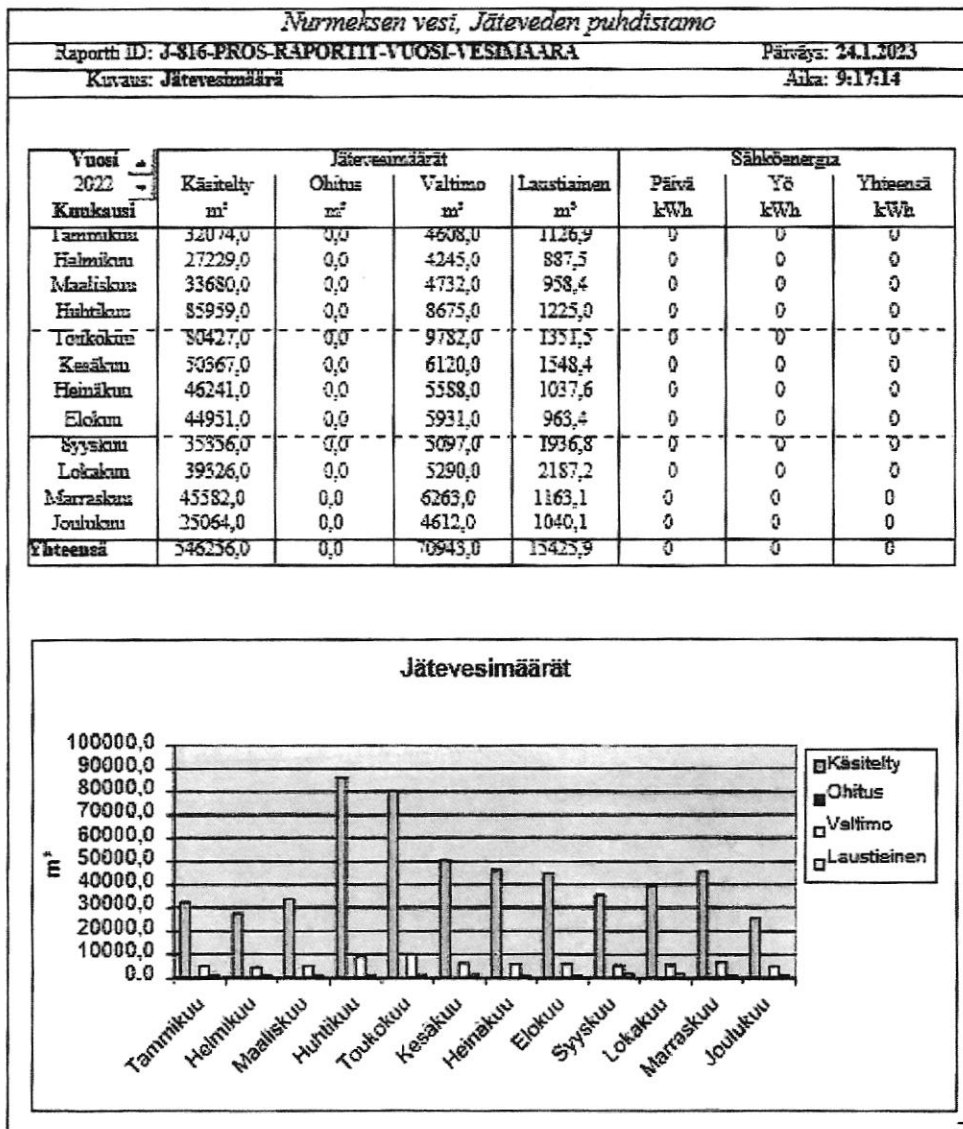 Nurmeksen vesi, Jäteveden puhdistamo
Raportti ID: J-816-PROS-RAPORTIT-VUOSI-VESIMAARA Päiväys: 24.1.2023
Kuvaus: Jätevesimäärä Aika: 9:17:14
Vuosi Jätevesimäärät Sähköenergia
2022 Käsitelty Ohitus Valtimo Laustiainen Päivä Yö Yhteensä
Kuukausi m³ m³ m³ m³ kWh kWh kWh
Tammikuu 32074,0 0,0 4608,0 1126,9 0 0 0
Helmikuu 27229,0 0,0 4245,0 887,5 0 0 0
Maaliskuu 33680,0 0,0 4732,0 958,4 0 0 0
Huhtikuu 85959,0 0,0 8675,0 1225,0 0 0 0
Toukokuu 80427,0 0,0 9782,0 1351,5 0 0 0
Kesäkuu 50367,0 0,0 6120,0 1548,4 0 0 0
Heinäkuu 46241,0 0,0 5588,0 1037,6 0 0 0
Elokuu 44951,0 0,0 5931,0 963,4 0 0 0
Syyskuu 35356,0 0,0 5097,0 1936,8 0 0 0
Lokakuu 39326,0 0,0 5290,0 2187,2 0 0 0
Marraskuu 45582,0 0,0 6263,0 1163,1 0 0 0
Joulukuu 25064,0 0,0 4612,0 1040,1 0 0 0
Yhteensä 546256,0 0,0 70943,0 15425,9 0 0 0
Jätevesimäärät
100000,0
90000,0
80000,0
70000,0
60000,0
50000,0
40000,0
30000,0
20000,0
10000,0
0,0
m³
Tammikuu Helmikuu Maaliskuu Huhtikuu Toukokuu Kesäkuu Heinäkuu Elokuu Syyskuu Lokakuu Marraskuu Joulukuu
Käsitelty
Ohitus
Valtimo
Laustiainen